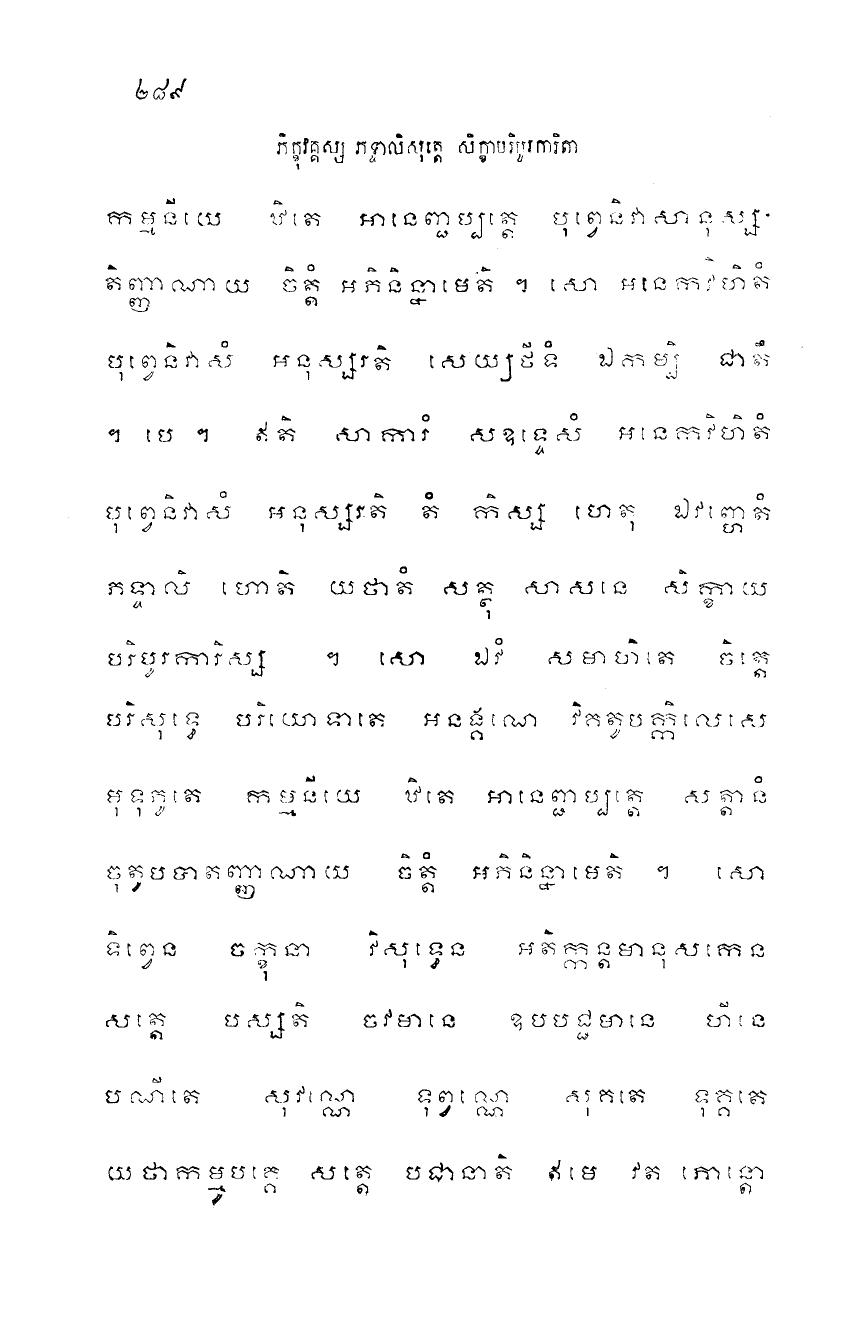 ២៨៩
ភិក្ខុវគ្គស្ស ភទ្ទាលិសុត្តេ សិក្ខាបរិបូរការិតា
កម្មនីយេ ឋិតេ អានេញ្ជប្បត្តេ បុព្វេនិវាសានុស្ស-
តិញ្ញាណាយ ចិត្តំ អភិនិន្នាមេតិ ។ សោ អនេកវិហិតំ
បុព្វេនិវាសំ អនុស្សរតិ សេយ្យថីទំ ឯកម្បិ ជាតឹ
។ បេ ។ ឥតិ សាការំ សឧទ្ទេសំ អនេកវិហិតំ
បុព្វេនិវាសំ អនុស្សរតិ តំ កិស្ស ហេតុ ឯវញ្ហេតំ
ភទ្ទាលិ ហោតិ យថាតំ សត្ថុ សាសនេ សិក្ខាយ
បរិបូរការិស្ស ។ សោ ឯវំ សមាហិតេ ចិត្តេ
បរិសុទ្ធេ បរិយោទាតេ អនង្គណេ វិគតូបក្កិលេសេ
មុទុភូតេ កម្មនីយេ ឋិតេ អានេញ្ជាប្បត្តេ សត្តានំ
ចុតូបបាតញ្ញាណាយ ចិត្តំ អភិនិន្នាមេតិ ។ សោ
ទិព្វេន ចក្ខុនា វិសុទ្ធេន អតិក្កន្តមានុសកេន
សត្តេ បស្សតិ ចវមានេ ឧបបជ្ជមានេ ហីនេ
បណីតេ សុវណ្ណេ ទុព្វណ្ណេ សុគតេ ទុគ្គតេ
យថាកម្មូបគេ្គ សត្តេ បជានាតិ ឥមេ វត ភោន្តោ